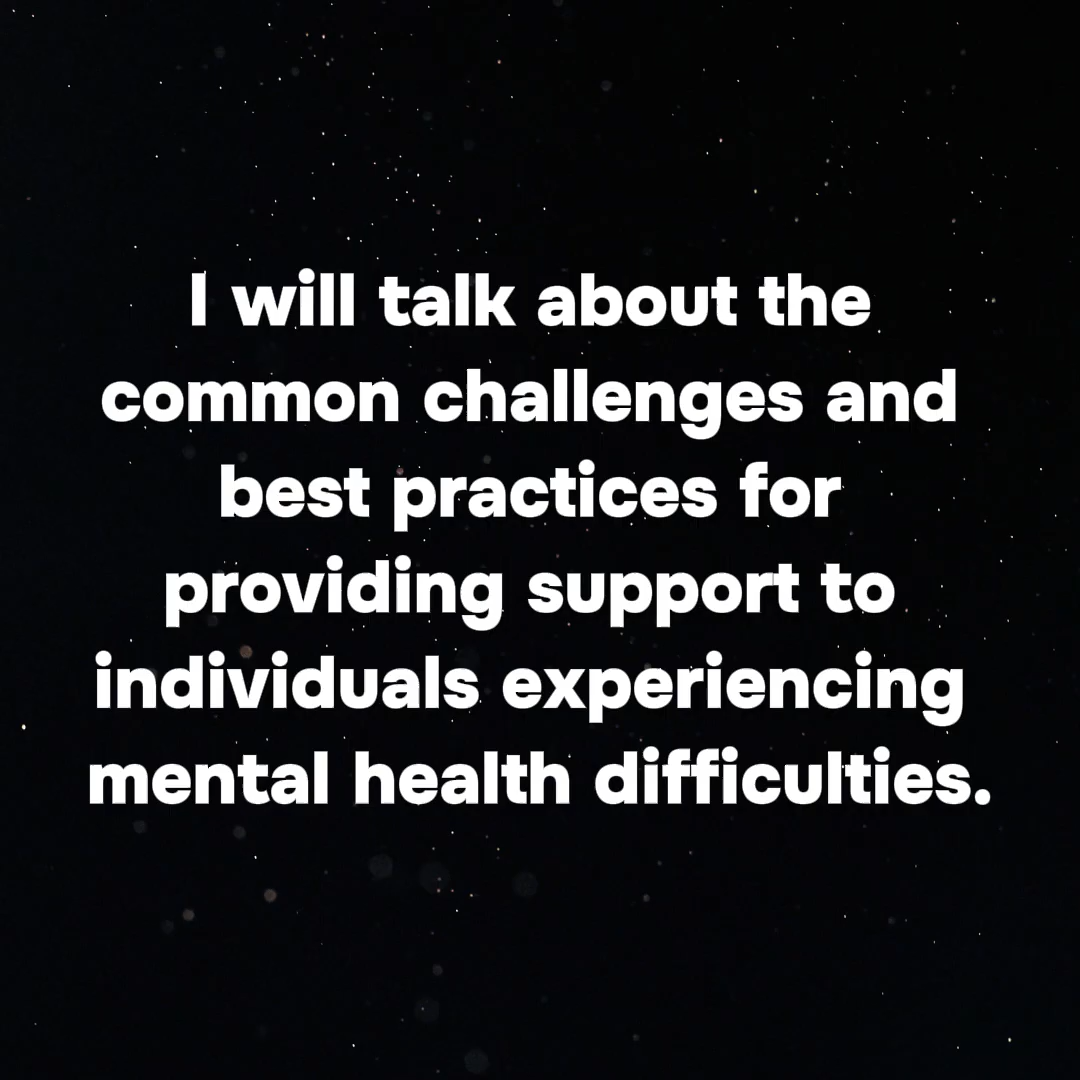 I will talk about the
common challenges and
best practices for
providing support to
individuals experiencing
mental health difficulties.